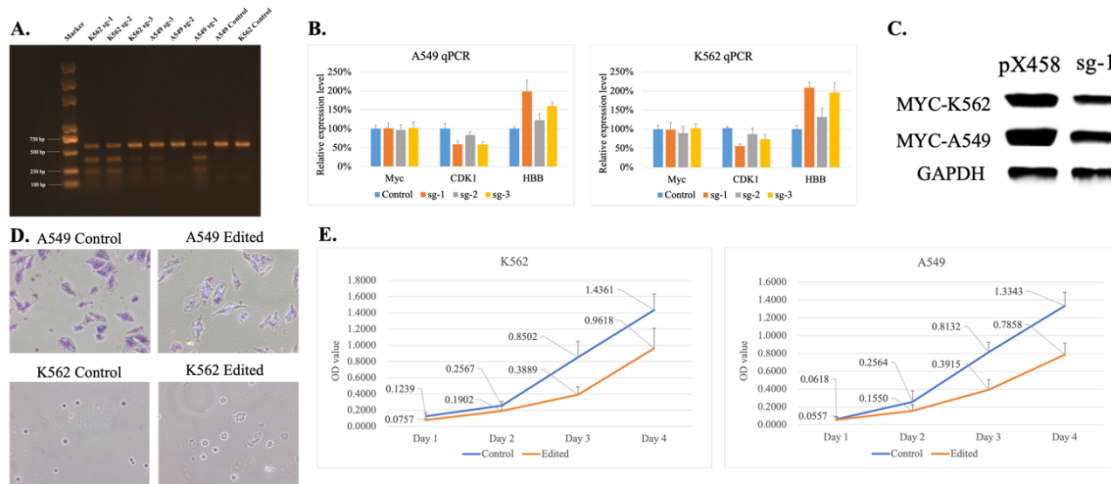 A.
Marker
K562 sg-1
K562 sg-2
K562 sg-3
A549 sg-3
A549 sg-2
A549 sg-1
A549 Control
K562 Control
750 bp
500 bp
250 bp
100 bp
B.
A549 qPCR
Relative expression level
250%
200%
150%
100%
50%
0%
Myc CDK1 HBB
Control sg-1 sg-2 sg-3
K562 qPCR
Relative expression level
250%
200%
150%
100%
50%
0%
Myc CDK1 HBB
Control sg-1 sg-2 sg-3
C.
pX458 sg-1
MYC-K562
MYC-A549
GAPDH
D.
A549 Control A549 Edited
K562 Control K562 Edited
E.
K562
OD value
1.8000
1.6000
1.4000
1.2000
1.0000
0.8000
0.6000
0.4000
0.2000
0.0000
0.1239
0.0757
0.2567
0.1902
0.8502
0.3889
1.4361
0.9618
Day 1 Day 2 Day 3 Day 4
Control Edited
A549
OD value
1.6000
1.4000
1.2000
1.0000
0.8000
0.6000
0.4000
0.2000
0.0000
0.0618
0.0557
0.2564
0.1550
0.8132
0.3915
1.3343
0.7858
Day 1 Day 2 Day 3 Day 4
Control Edited